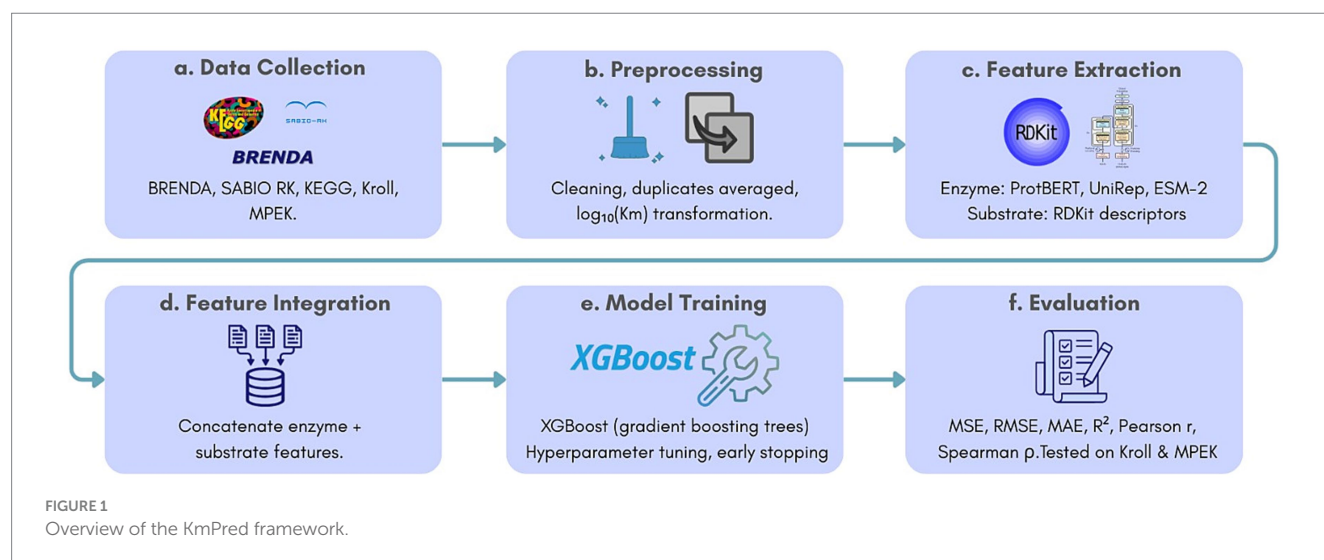 a. Data Collection
KEGG
SABIO-RK
BRENDA
BRENDA, SABIO RK, KEGG, Kroll,
MPEK.
b. Preprocessing
Cleaning, duplicates averaged,
log₁₀(Km) transformation.
c. Feature Extraction
RDKit
Enzyme: ProtBERT, UniRep, ESM-2
Substrate: RDKit descriptors
d. Feature Integration
Concatenate enzyme +
substrate features.
e. Model Training
XGBoost
XGBoost (gradient boosting trees)
Hyperparameter tuning, early stopping
f. Evaluation
MSE, RMSE, MAE, R², Pearson r,
Spearman ρ.Tested on Kroll & MPEK
FIGURE 1
Overview of the KmPred framework.